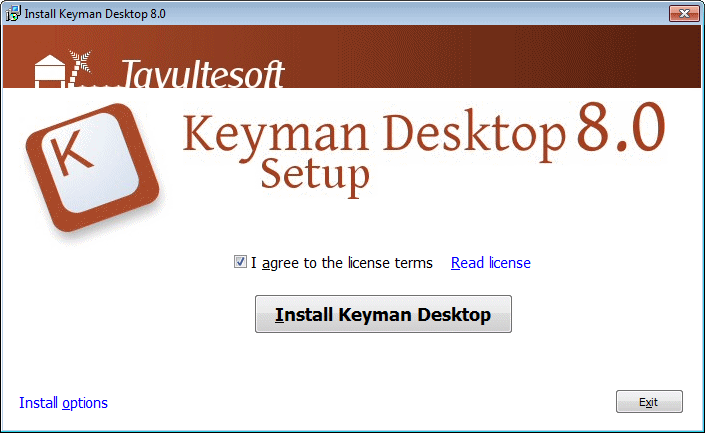 Install Keyman Desktop 8.0
Tavultesoft
K
Keyman Desktop 8.0
Setup
I agree to the license terms Read license
Install Keyman Desktop
Install options Exit